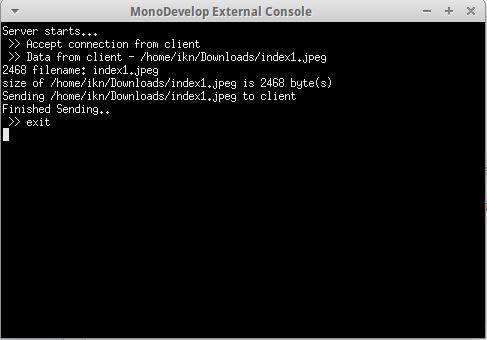 MonoDevelop External Console
Server starts...
 >> Accept connection from client
 >> Data from client - /home/ikn/Downloads/index1.jpeg
2468 filename: index1.jpeg
size of /home/ikn/Downloads/index1.jpeg is 2468 byte(s)
Sending /home/ikn/Downloads/index1.jpeg to client
Finished Sending..
 >> exit